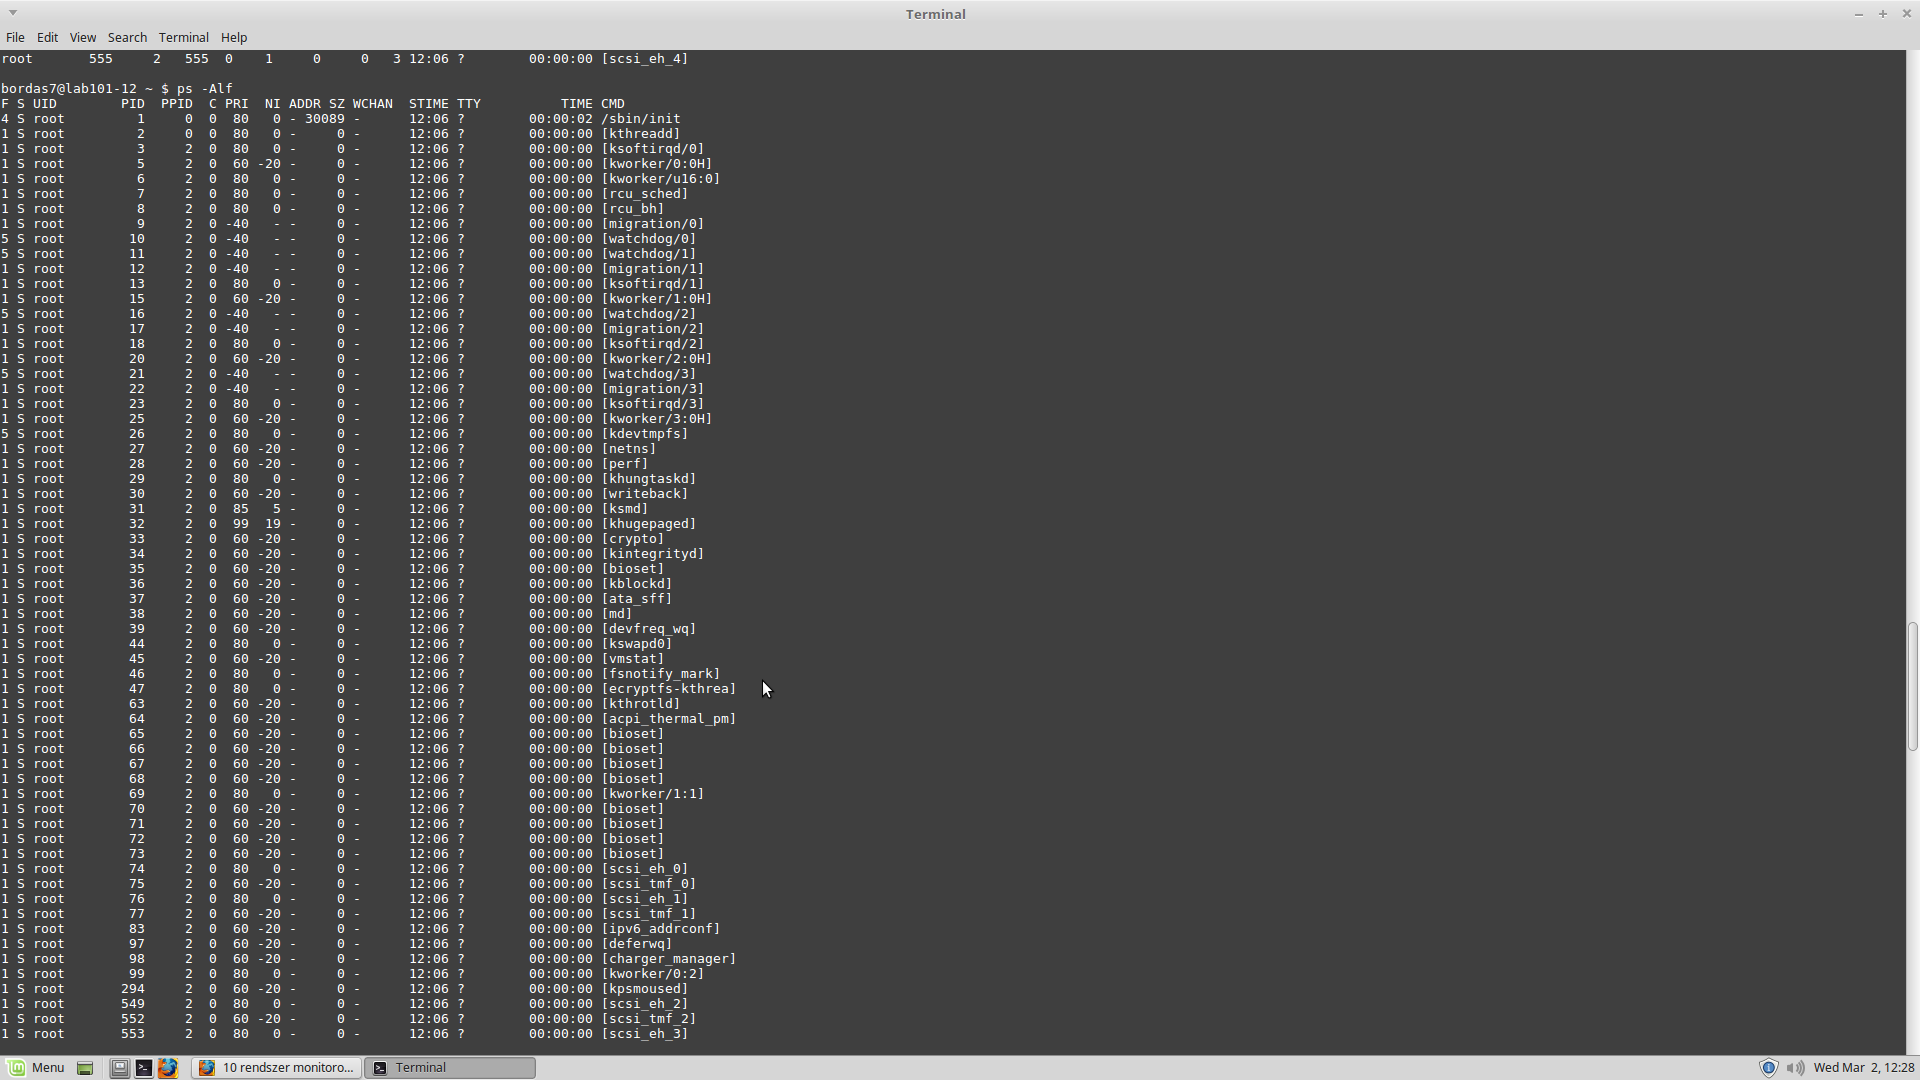 Terminal
File Edit View Search Terminal Help
root       555     2   555  0    1     0     0   3 12:06 ?        00:00:00 [scsi_eh_4]
bordas7@lab101-12 ~ $ ps -Alf
F S UID        PID  PPID  C PRI  NI ADDR SZ WCHAN  STIME TTY          TIME CMD
4 S root         1     0  0  80   0 - 30089 -      12:06 ?        00:00:02 /sbin/init
1 S root         2     0  0  80   0 -     0 -      12:06 ?        00:00:00 [kthreadd]
1 S root         3     2  0  80   0 -     0 -      12:06 ?        00:00:00 [ksoftirqd/0]
1 S root         5     2  0  60 -20 -     0 -      12:06 ?        00:00:00 [kworker/0:0H]
1 S root         6     2  0  80   0 -     0 -      12:06 ?        00:00:00 [kworker/u16:0]
1 S root         7     2  0  80   0 -     0 -      12:06 ?        00:00:00 [rcu_sched]
1 S root         8     2  0  80   0 -     0 -      12:06 ?        00:00:00 [rcu_bh]
1 S root         9     2  0 -40   - -     0 -      12:06 ?        00:00:00 [migration/0]
5 S root        10     2  0 -40   - -     0 -      12:06 ?        00:00:00 [watchdog/0]
5 S root        11     2  0 -40   - -     0 -      12:06 ?        00:00:00 [watchdog/1]
1 S root        12     2  0 -40   - -     0 -      12:06 ?        00:00:00 [migration/1]
1 S root        13     2  0  80   0 -     0 -      12:06 ?        00:00:00 [ksoftirqd/1]
1 S root        15     2  0  60 -20 -     0 -      12:06 ?        00:00:00 [kworker/1:0H]
5 S root        16     2  0 -40   - -     0 -      12:06 ?        00:00:00 [watchdog/2]
1 S root        17     2  0 -40   - -     0 -      12:06 ?        00:00:00 [migration/2]
1 S root        18     2  0  80   0 -     0 -      12:06 ?        00:00:00 [ksoftirqd/2]
1 S root        20     2  0  60 -20 -     0 -      12:06 ?        00:00:00 [kworker/2:0H]
5 S root        21     2  0 -40   - -     0 -      12:06 ?        00:00:00 [watchdog/3]
1 S root        22     2  0 -40   - -     0 -      12:06 ?        00:00:00 [migration/3]
1 S root        23     2  0  80   0 -     0 -      12:06 ?        00:00:00 [ksoftirqd/3]
1 S root        25     2  0  60 -20 -     0 -      12:06 ?        00:00:00 [kworker/3:0H]
5 S root        26     2  0  80   0 -     0 -      12:06 ?        00:00:00 [kdevtmpfs]
1 S root        27     2  0  60 -20 -     0 -      12:06 ?        00:00:00 [netns]
1 S root        28     2  0  60 -20 -     0 -      12:06 ?        00:00:00 [perf]
1 S root        29     2  0  80   0 -     0 -      12:06 ?        00:00:00 [khungtaskd]
1 S root        30     2  0  60 -20 -     0 -      12:06 ?        00:00:00 [writeback]
1 S root        31     2  0  85   5 -     0 -      12:06 ?        00:00:00 [ksmd]
1 S root        32     2  0  99  19 -     0 -      12:06 ?        00:00:00 [khugepaged]
1 S root        33     2  0  60 -20 -     0 -      12:06 ?        00:00:00 [crypto]
1 S root        34     2  0  60 -20 -     0 -      12:06 ?        00:00:00 [kintegrityd]
1 S root        35     2  0  60 -20 -     0 -      12:06 ?        00:00:00 [bioset]
1 S root        36     2  0  60 -20 -     0 -      12:06 ?        00:00:00 [kblockd]
1 S root        37     2  0  60 -20 -     0 -      12:06 ?        00:00:00 [ata_sff]
1 S root        38     2  0  60 -20 -     0 -      12:06 ?        00:00:00 [md]
1 S root        39     2  0  60 -20 -     0 -      12:06 ?        00:00:00 [devfreq_wq]
1 S root        44     2  0  80   0 -     0 -      12:06 ?        00:00:00 [kswapd0]
1 S root        45     2  0  60 -20 -     0 -      12:06 ?        00:00:00 [vmstat]
1 S root        46     2  0  80   0 -     0 -      12:06 ?        00:00:00 [fsnotify_mark]
1 S root        47     2  0  80   0 -     0 -      12:06 ?        00:00:00 [ecryptfs-kthrea]
1 S root        63     2  0  60 -20 -     0 -      12:06 ?        00:00:00 [kthrotld]
1 S root        64     2  0  60 -20 -     0 -      12:06 ?        00:00:00 [acpi_thermal_pm]
1 S root        65     2  0  60 -20 -     0 -      12:06 ?        00:00:00 [bioset]
1 S root        66     2  0  60 -20 -     0 -      12:06 ?        00:00:00 [bioset]
1 S root        67     2  0  60 -20 -     0 -      12:06 ?        00:00:00 [bioset]
1 S root        68     2  0  60 -20 -     0 -      12:06 ?        00:00:00 [bioset]
1 S root        69     2  0  80   0 -     0 -      12:06 ?        00:00:00 [kworker/1:1]
1 S root        70     2  0  60 -20 -     0 -      12:06 ?        00:00:00 [bioset]
1 S root        71     2  0  60 -20 -     0 -      12:06 ?        00:00:00 [bioset]
1 S root        72     2  0  60 -20 -     0 -      12:06 ?        00:00:00 [bioset]
1 S root        73     2  0  60 -20 -     0 -      12:06 ?        00:00:00 [bioset]
1 S root        74     2  0  80   0 -     0 -      12:06 ?        00:00:00 [scsi_eh_0]
1 S root        75     2  0  60 -20 -     0 -      12:06 ?        00:00:00 [scsi_tmf_0]
1 S root        76     2  0  80   0 -     0 -      12:06 ?        00:00:00 [scsi_eh_1]
1 S root        77     2  0  60 -20 -     0 -      12:06 ?        00:00:00 [scsi_tmf_1]
1 S root        83     2  0  60 -20 -     0 -      12:06 ?        00:00:00 [ipv6_addrconf]
1 S root        97     2  0  60 -20 -     0 -      12:06 ?        00:00:00 [deferwq]
1 S root        98     2  0  60 -20 -     0 -      12:06 ?        00:00:00 [charger_manager]
1 S root        99     2  0  80   0 -     0 -      12:06 ?        00:00:00 [kworker/0:2]
1 S root       294     2  0  60 -20 -     0 -      12:06 ?        00:00:00 [kpsmoused]
1 S root       549     2  0  80   0 -     0 -      12:06 ?        00:00:00 [scsi_eh_2]
1 S root       552     2  0  60 -20 -     0 -      12:06 ?        00:00:00 [scsi_tmf_2]
1 S root       553     2  0  80   0 -     0 -      12:06 ?        00:00:00 [scsi_eh_3]
Menu 10 rendszer monitoro... Terminal Wed Mar 2, 12:28